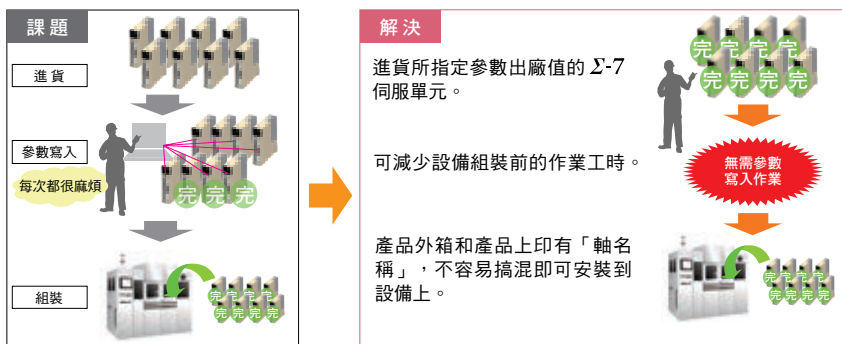 課題
進貨
參數寫入
每次都很麻煩
完 完 完
組裝
完 完 完 完
完 完 完 完
解決
進貨所指定參數出廠值的 Σ-7
伺服單元。
可減少設備組裝前的作業工時。
產品外箱和產品上印有「軸名
稱」，不容易搞混即可安裝到
設備上。
完 完 完 完
完 完 完 完
無需參數
寫入作業
完 完 完 完
完 完 完 完